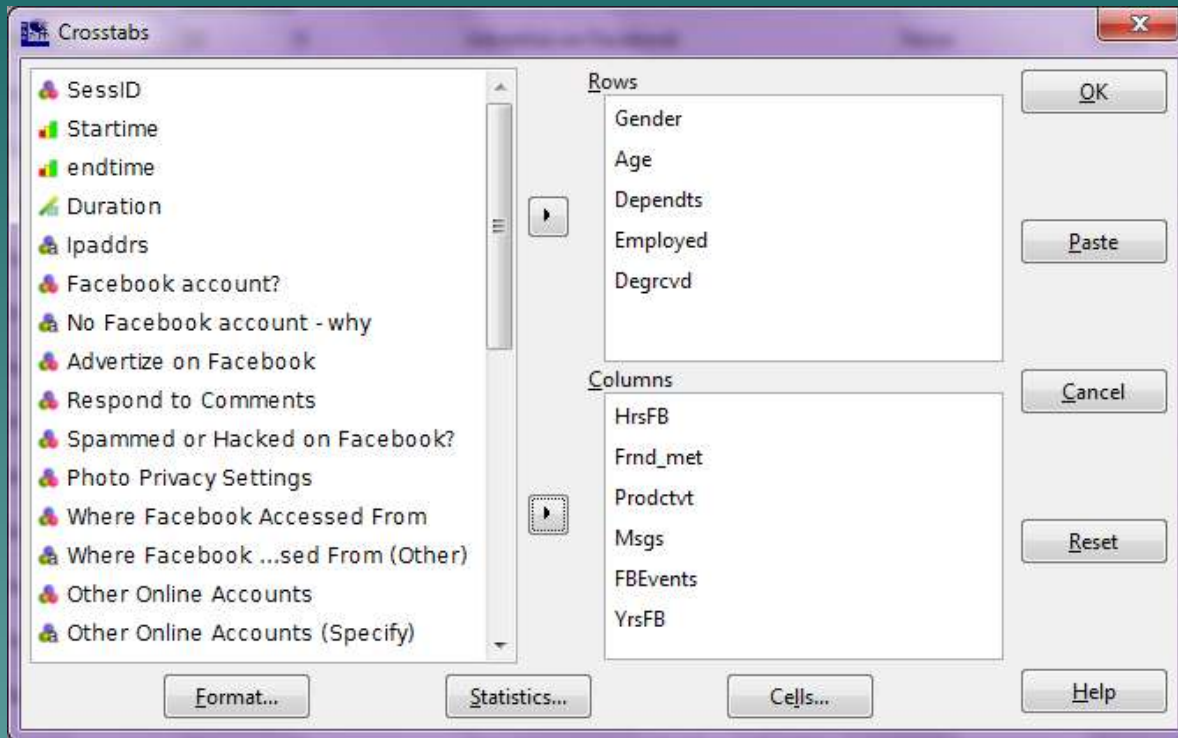 Crosstabs
SessID
Startime
endtime
Duration
Ipaddrs
Facebook account?
No Facebook account - why
Advertize on Facebook
Respond to Comments
Spammed or Hacked on Facebook?
Photo Privacy Settings
Where Facebook Accessed From
Where Facebook ...sed From (Other)
Other Online Accounts
Other Online Accounts (Specify)
Rows
Gender
Age
Dependts
Employed
Degrcvd
Columns
HrsFB
Frnd_met
Prodctvt
Msgs
FBEvents
YrsFB
OK
Paste
Cancel
Reset
Help
Format...
Statistics...
Cells...